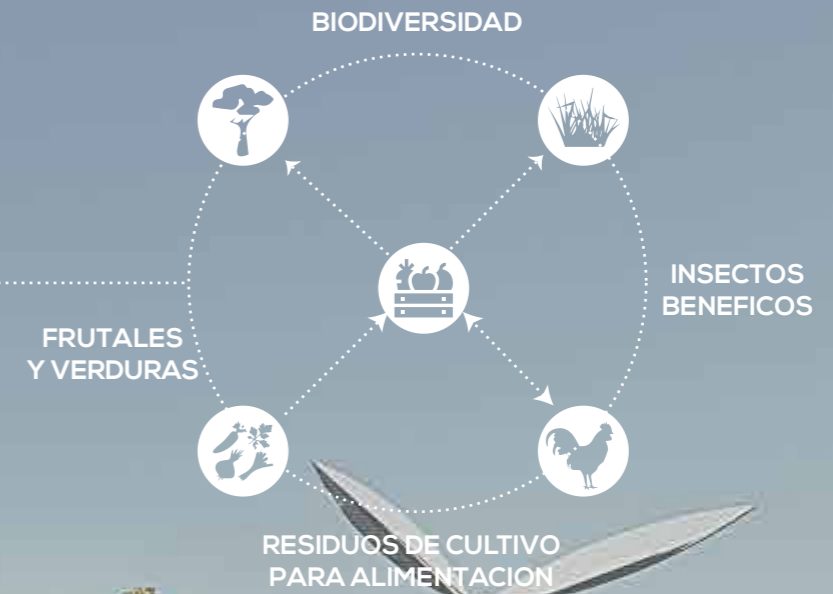 BIODIVERSIDAD
INSECTOS
BENEFICOS
FRUTALES
Y VERDURAS
RESIDUOS DE CULTIVO
PARA ALIMENTACION